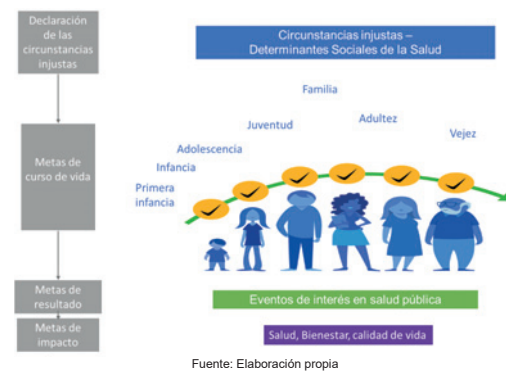 Declaración
de las
circunstancias
injustas
Metas de
curso de vida
Metas de
resultado
Metas de
impacto
Circunstancias injustas –
Determinantes Sociales de la Salud
Familia
Juventud
Adultez
Vejez
Adolescencia
Infancia
Primera
infancia
Eventos de interés en salud pública
Salud, Bienestar, calidad de vida
Fuente: Elaboración propia